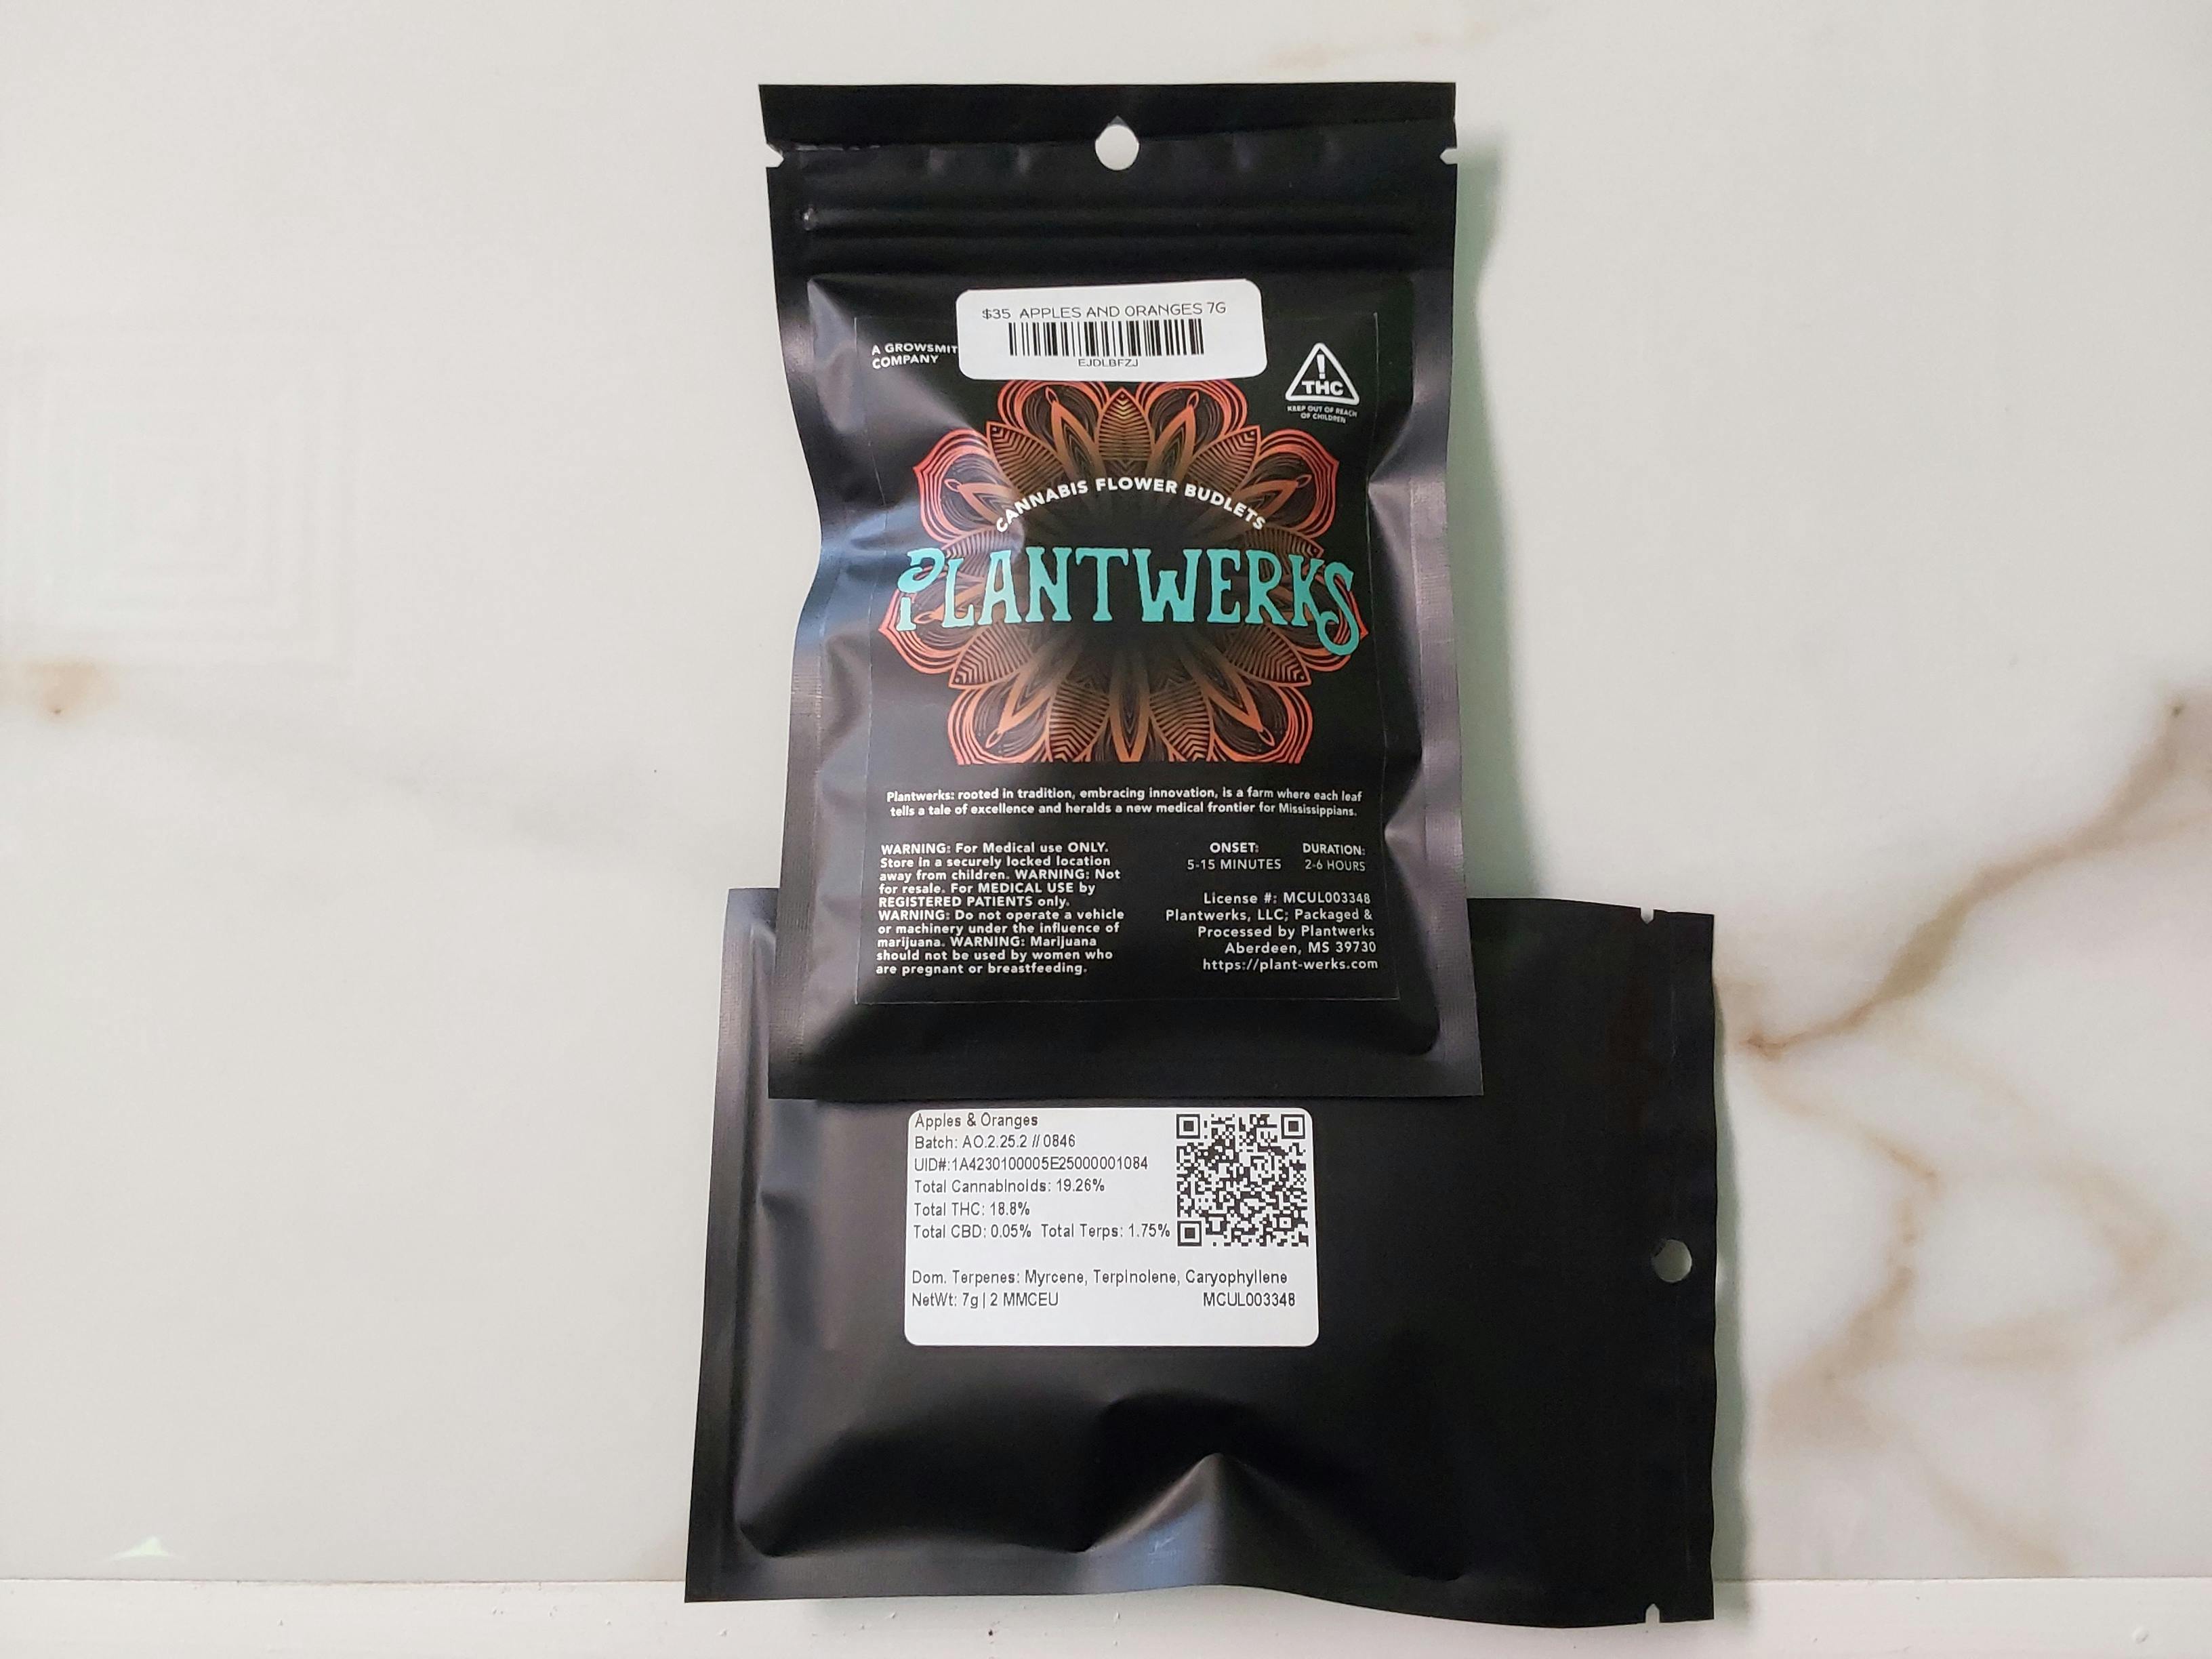 $35 APPLES AND ORANGES 7G
EJDLBFZJ
A GROWSMIT
COMPANY
!
THC
KEEP OUT OF REACH
OF CHILDREN
CANNABIS FLOWER BUDLETS
PLANTWERKS
Plantwerks: rooted in tradition, embracing innovation, is a farm where each leaf
tells a tale of excellence and heralds a new medical frontier for Mississippians.
WARNING: For Medical use ONLY.
Store in a securely locked location
away from children. WARNING: Not
for resale. For MEDICAL USE by
REGISTERED PATIENTS only.
WARNING: Do not operate a vehicle
or machinery under the influence of
marijuana. WARNING: Marijuana
should not be used by women who
are pregnant or breastfeeding.
ONSET:
5-15 MINUTES
DURATION:
2-6 HOURS
License #: MCUL003348
Plantwerks, LLC; Packaged &
Processed by Plantwerks
Aberdeen, MS 39730
https://plant-werks.com
Apples & Oranges
Batch: AO.2.25.2 // 0846
UID#:1A4230100005E25000001084
Total Cannabinoids: 19.26%
Total THC: 18.8%
Total CBD: 0.05% Total Terps: 1.75%
Dom. Terpenes: Myrcene, Terpinolene, Caryophyllene
NetWt: 7g | 2 MMCEU MCUL003348